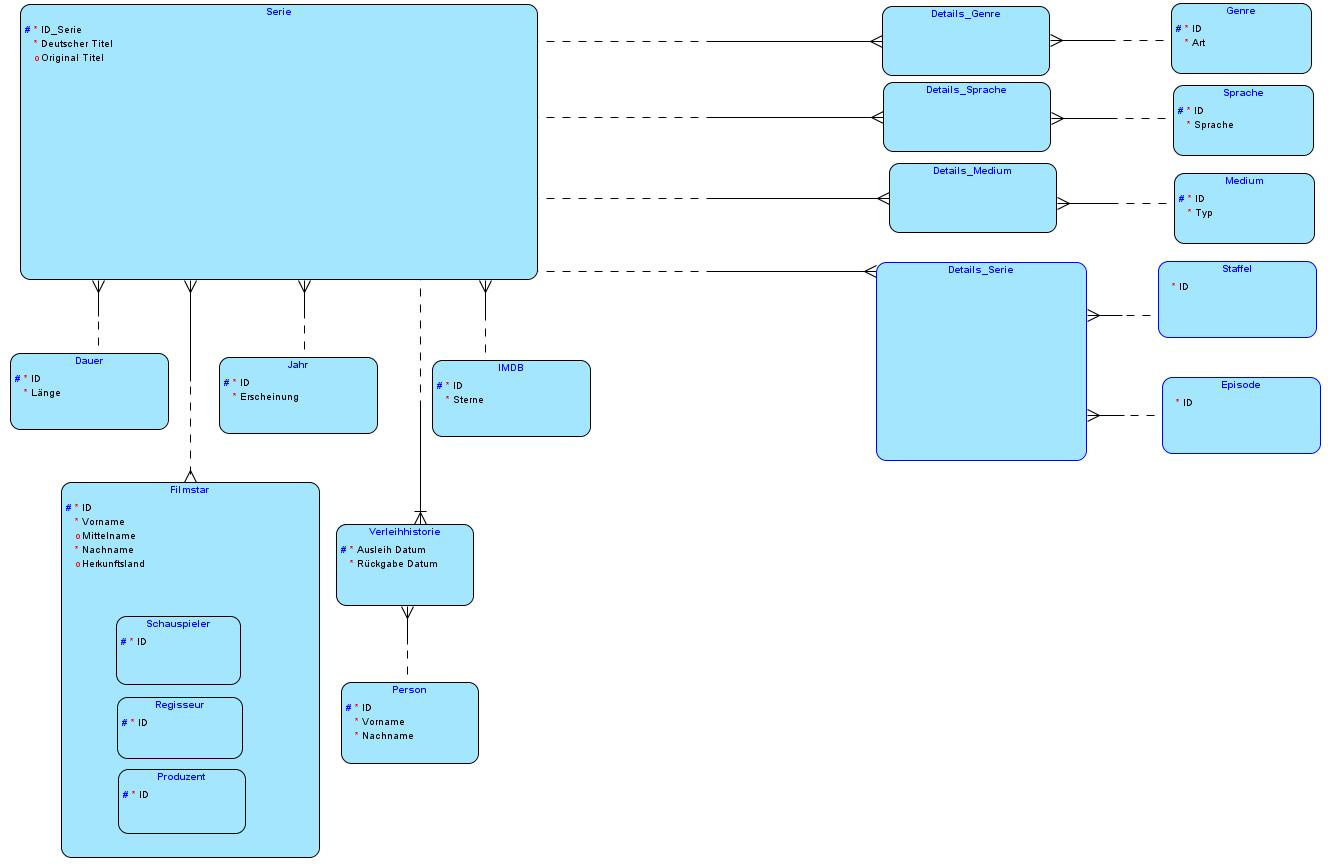 Serie
# * ID_Serie
* Deutscher Titel
o Original Titel
Details_Genre
Genre
# * ID
* Art
Details_Sprache
Sprache
# * ID
* Sprache
Details_Medium
Medium
# * ID
* Typ
Details_Serie
Staffel
* ID
Episode
* ID
Dauer
# * ID
* Länge
Jahr
# * ID
* Erscheinung
IMDB
# * ID
* Sterne
Filmstar
# * ID
* Vorname
o Mittelname
* Nachname
o Herkunftsland
Schauspieler
# * ID
Regisseur
# * ID
Produzent
# * ID
Verleihhistorie
# * Ausleih Datum
* Rückgabe Datum
Person
# * ID
* Vorname
* Nachname